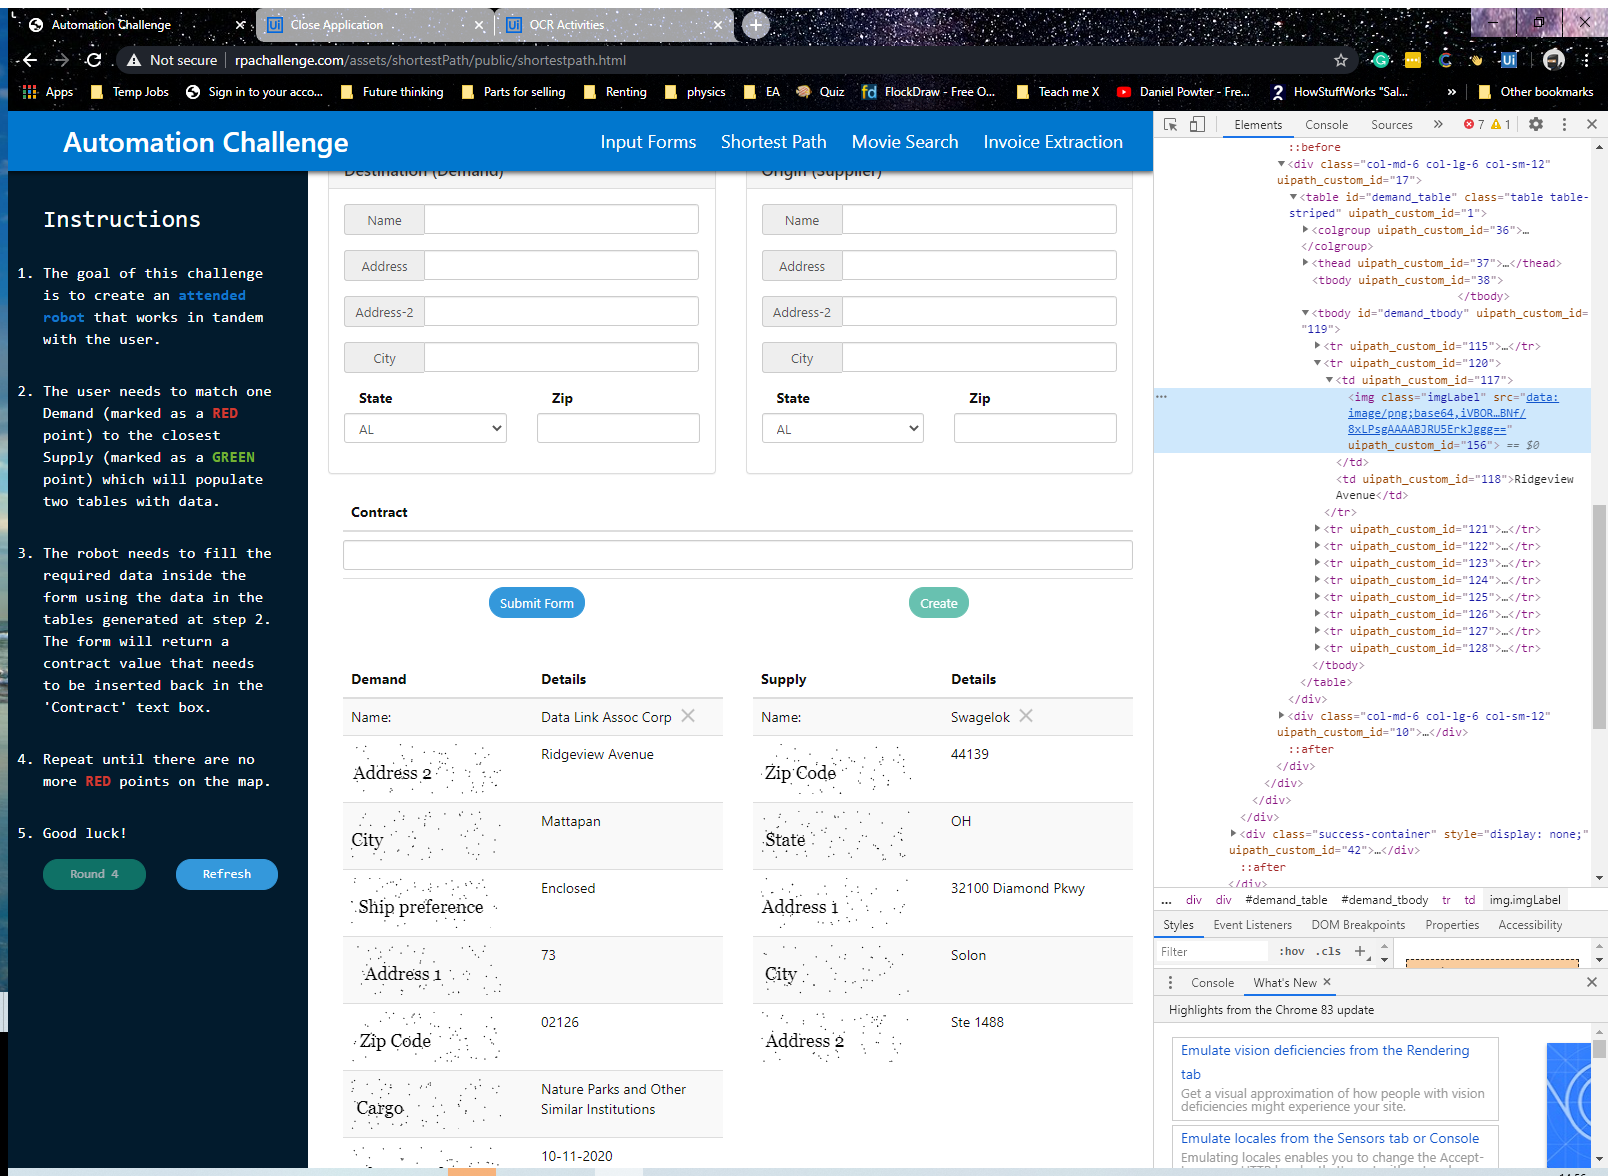 Automation Challenge
Close Application
OCR Activities
Not secure | rpachallenge.com/assets/shortestPath/public/shortestpath.html
Apps Temp Jobs Sign in to your acco... Future thinking Parts for selling Renting physics EA Quiz FlockDraw - Free O... Teach me X Daniel Powter - Fre... HowStuffWorks "Sal... » Other bookmarks
Automation Challenge
Input Forms Shortest Path Movie Search Invoice Extraction
Instructions
1. The goal of this challenge
is to create an attended
robot that works in tandem
with the user.
2. The user needs to match one
Demand (marked as a RED
point) to the closest
Supply (marked as a GREEN
point) which will populate
two tables with data.
3. The robot needs to fill the
required data inside the
form using the data in the
tables generated at step 2.
The form will return a
contract value that needs
to be inserted back in the
'Contract' text box.
4. Repeat until there are no
more RED points on the map.
5. Good luck!
Round 4 Refresh
Destination (Demand)
Name
Address
Address-2
City
State Zip
AL
Origin (Supplier)
Name
Address
Address-2
City
State Zip
AL
Contract
Submit Form Create
Demand Details
Name: Data Link Assoc Corp
Address 2 Ridgeview Avenue
City Mattapan
Ship preference Enclosed
Address 1 73
Zip Code 02126
Cargo Nature Parks and Other
Similar Institutions
10-11-2020
Supply Details
Name: Swagelok
Zip Code 44139
State OH
Address 1 32100 Diamond Pkwy
City Solon
Address 2 Ste 1488
Elements Console Sources » 7 1
::before
<div class="col-md-6 col-lg-6 col-sm-12"
uipath_custom_id="17">
<table id="demand_table" class="table table-
striped" uipath_custom_id="1">
<colgroup uipath_custom_id="36">…
</colgroup>
<thead uipath_custom_id="37">…</thead>
<tbody uipath_custom_id="38">
</tbody>
<tbody id="demand_tbody" uipath_custom_id=
"119">
<tr uipath_custom_id="115">…</tr>
<tr uipath_custom_id="120">
<td uipath_custom_id="117">
<img class="imgLabel" src="data:
image/png;base64,iVBOR…BNf/
8xLPsgAAAABJRU5ErkJggg=="
uipath_custom_id="156"> == $0
</td>
<td uipath_custom_id="118">Ridgeview
Avenue</td>
</tr>
<tr uipath_custom_id="121">…</tr>
<tr uipath_custom_id="122">…</tr>
<tr uipath_custom_id="123">…</tr>
<tr uipath_custom_id="124">…</tr>
<tr uipath_custom_id="125">…</tr>
<tr uipath_custom_id="126">…</tr>
<tr uipath_custom_id="127">…</tr>
<tr uipath_custom_id="128">…</tr>
</tbody>
</table>
</div>
<div class="col-md-6 col-lg-6 col-sm-12"
uipath_custom_id="10">…</div>
::after
</div>
</div>
</div>
</div>
<div class="success-container" style="display: none;"
uipath_custom_id="42">…</div>
::after
</div>
... div div #demand_table #demand_tbody tr td img.imgLabel
Styles Event Listeners DOM Breakpoints Properties Accessibility
Filter :hov .cls +
Console What's New
Highlights from the Chrome 83 update
Emulate vision deficiencies from the Rendering
tab
Get a visual approximation of how people with vision
deficiencies might experience your site.
Emulate locales from the Sensors tab or Console
Emulating locales enables you to change the Accept-